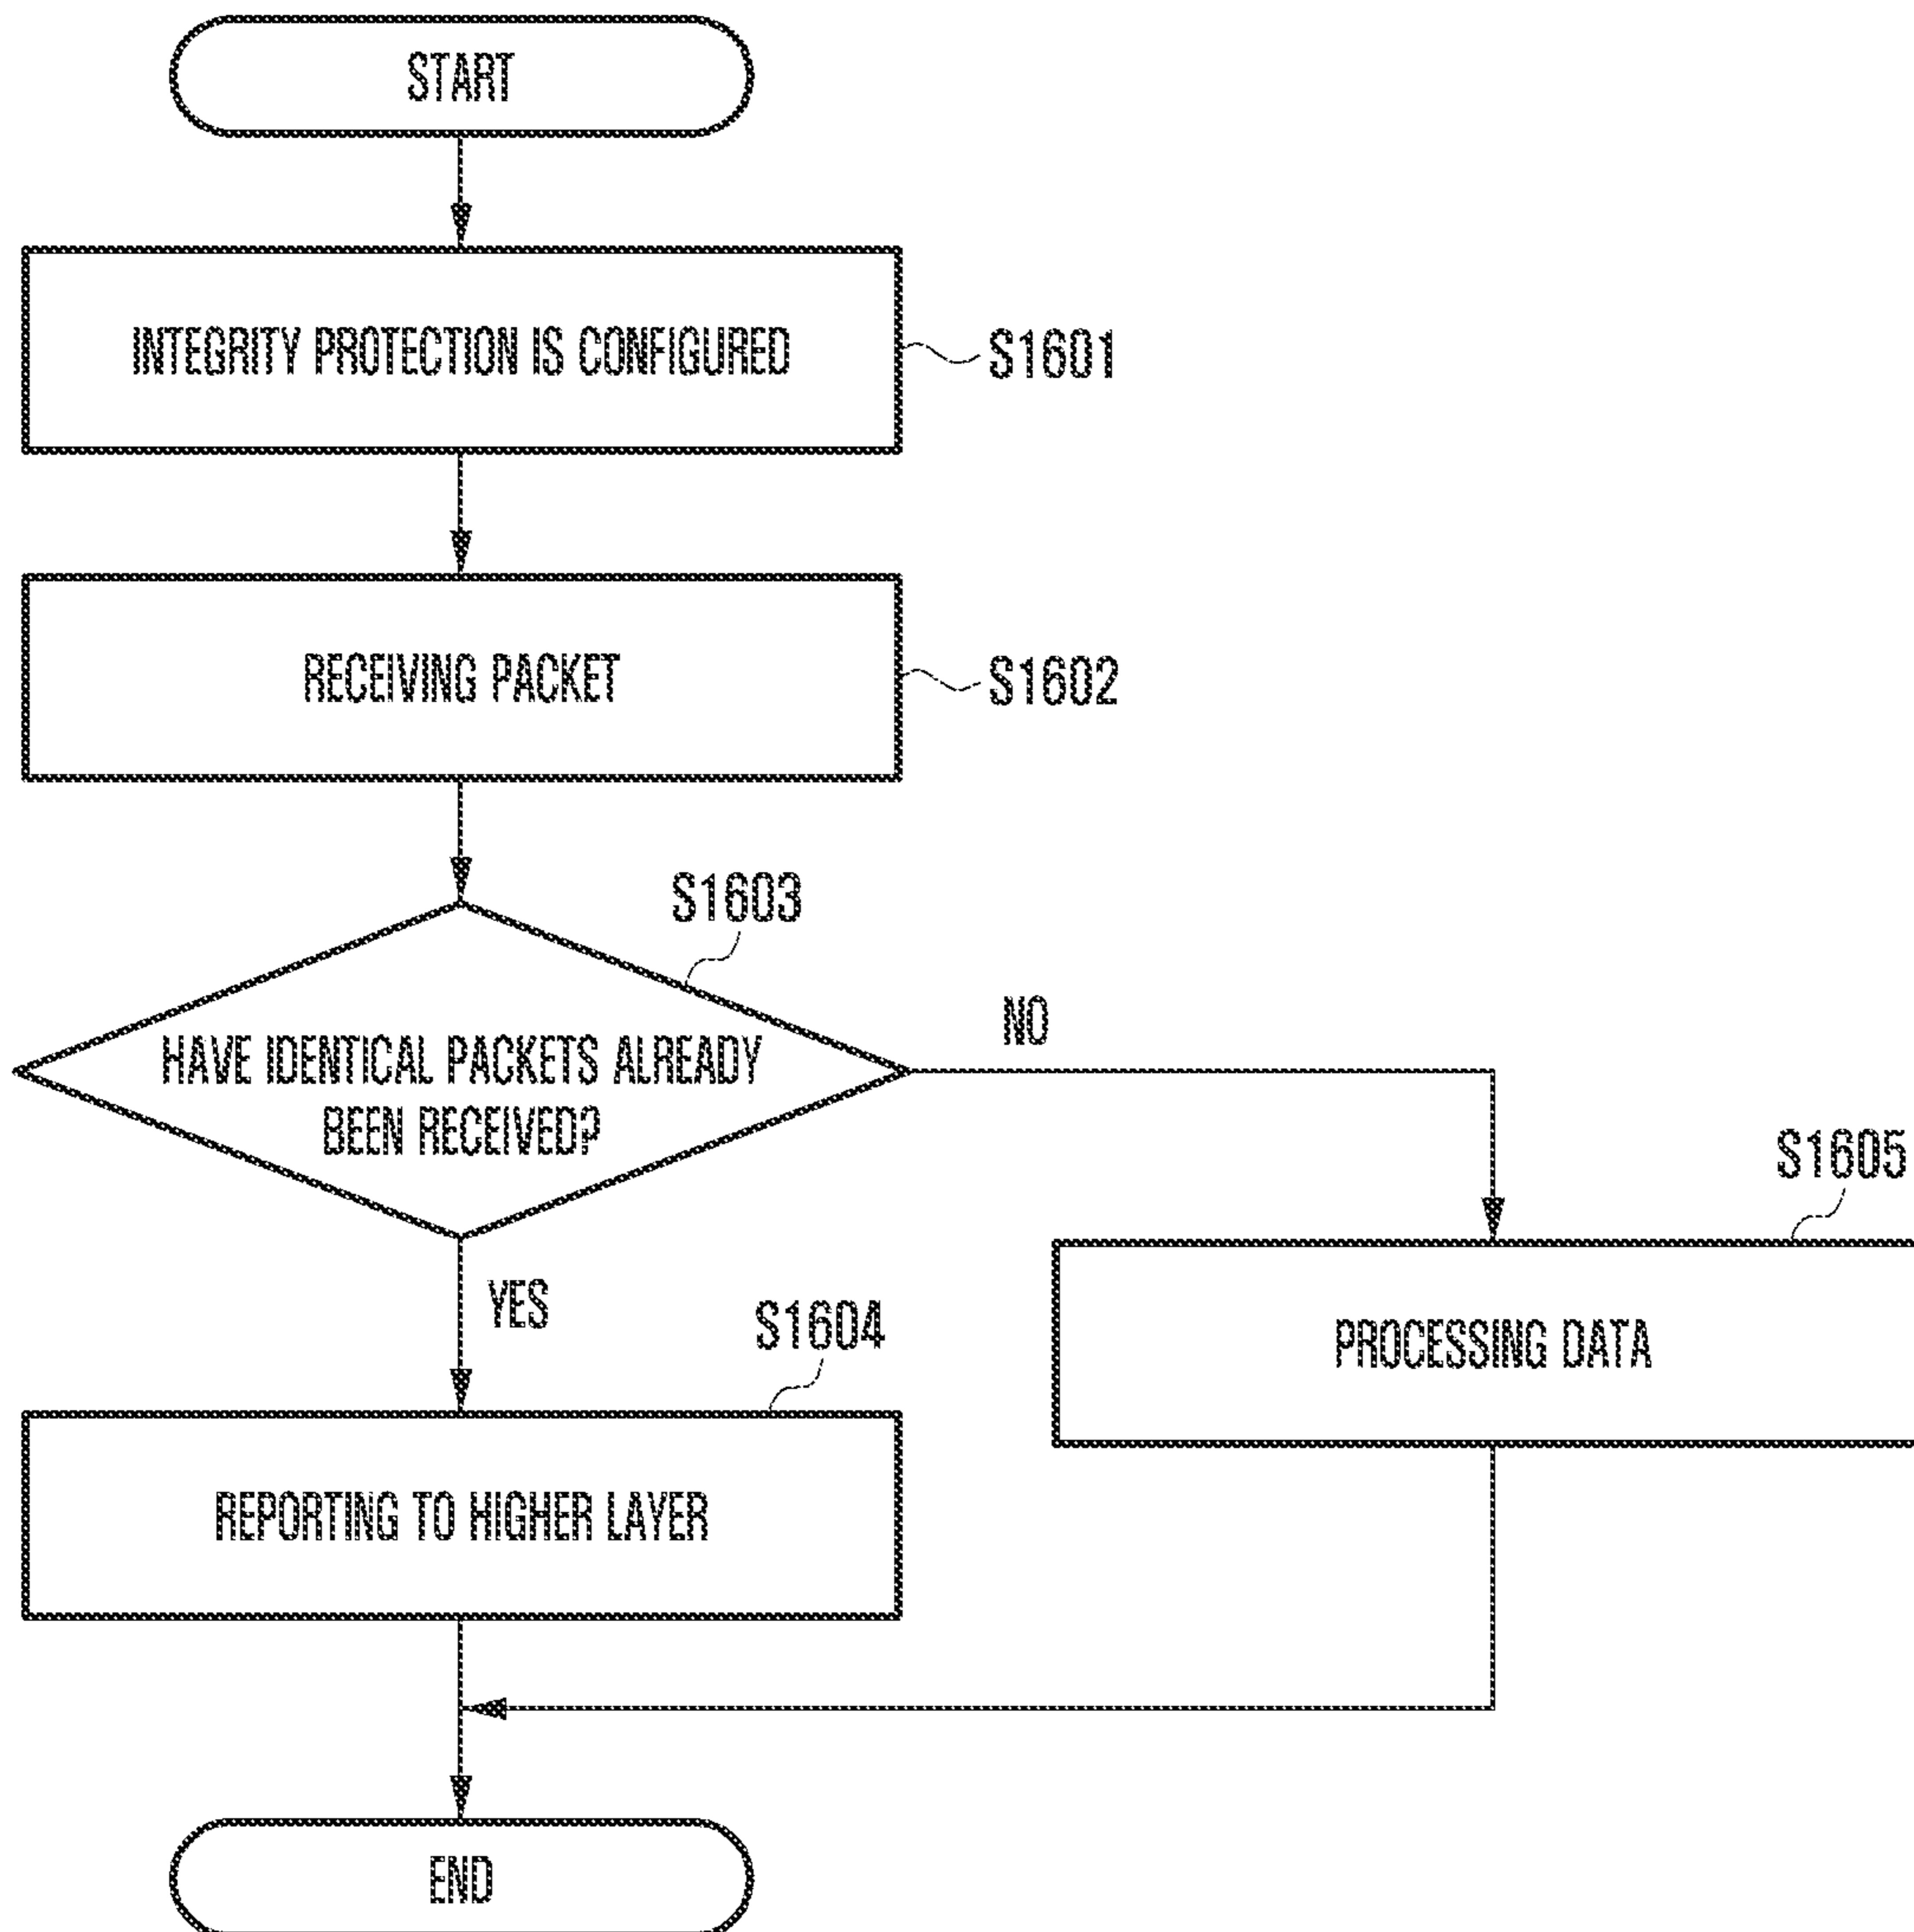 START
INTEGRITY PROTECTION IS CONFIGURED
S1601
RECEIVING PACKET
S1602
S1603
HAVE IDENTICAL PACKETS ALREADY
BEEN RECEIVED?
NO
YES
S1605
PROCESSING DATA
S1604
REPORTING TO HIGHER LAYER
END